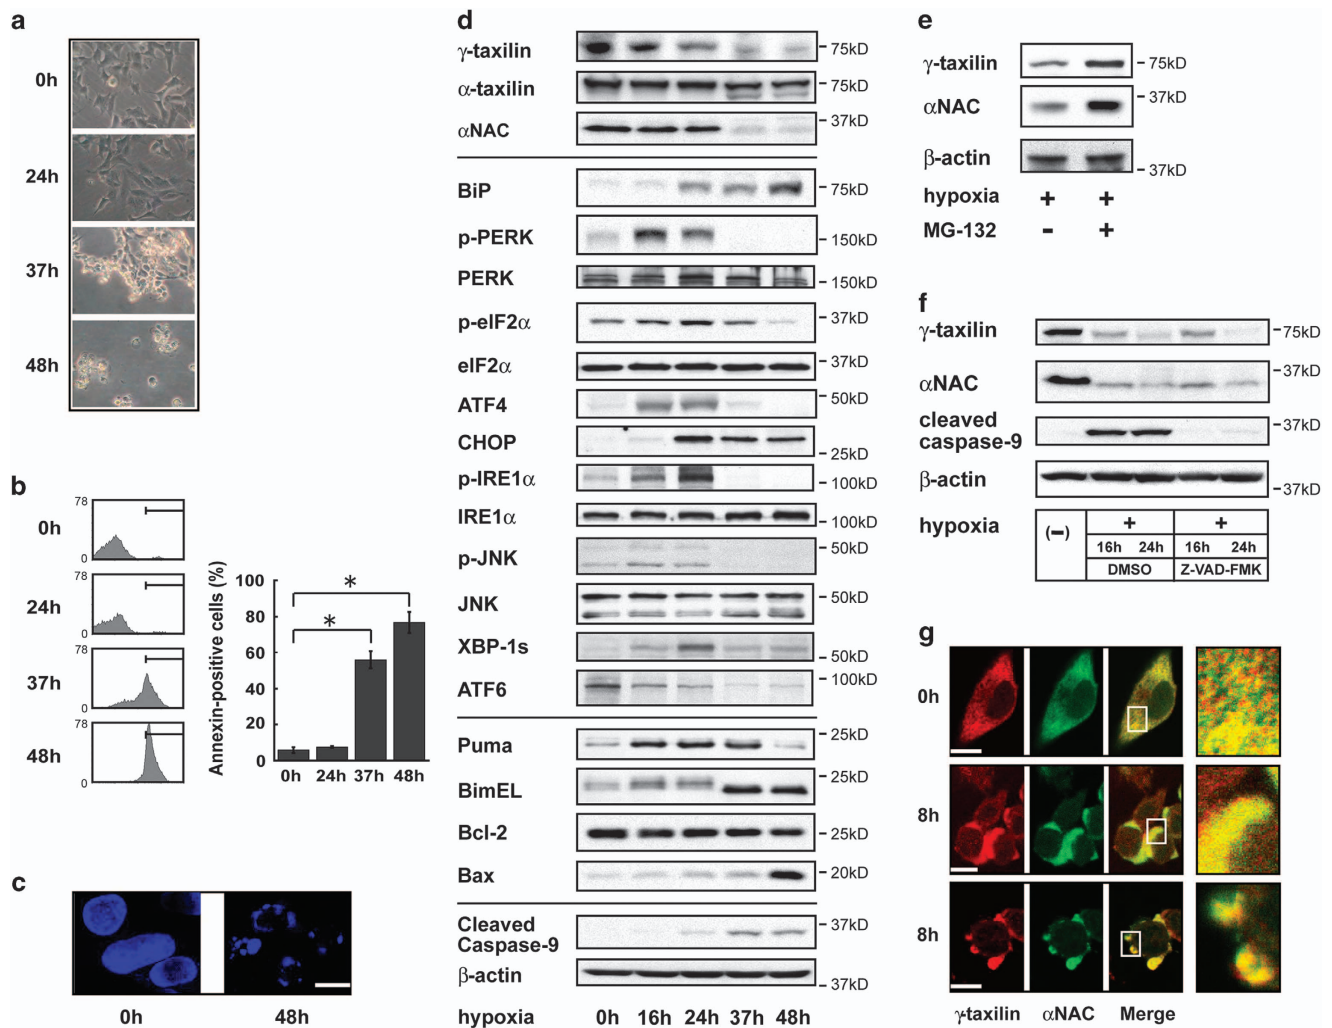 a
0h
24h
37h
48h
b
78
0
0h
78
0
24h
78
0
37h
78
0
48h
Annexin-positive cells (%)
100
80
60
40
20
0
*
*
0h 24h 37h 48h
c
0h 48h
d
γ-taxilin 75kD
α-taxilin 75kD
αNAC 37kD
BiP 75kD
p-PERK 150kD
PERK 150kD
p-eIF2α 37kD
eIF2α 37kD
ATF4 50kD
CHOP 25kD
p-IRE1α 100kD
IRE1α 100kD
p-JNK 50kD
JNK 50kD
XBP-1s 50kD
ATF6 100kD
Puma 25kD
BimEL 25kD
Bcl-2 25kD
Bax 20kD
Cleaved
Caspase-9 37kD
β-actin 37kD
hypoxia 0h 16h 24h 37h 48h
e
γ-taxilin 75kD
αNAC 37kD
β-actin 37kD
hypoxia + +
MG-132 - +
f
γ-taxilin 75kD
αNAC 37kD
cleaved
caspase-9 37kD
β-actin 37kD
hypoxia (-) + +
16h 24h 16h 24h
DMSO Z-VAD-FMK
g
0h
8h
8h
γ-taxilin αNAC Merge